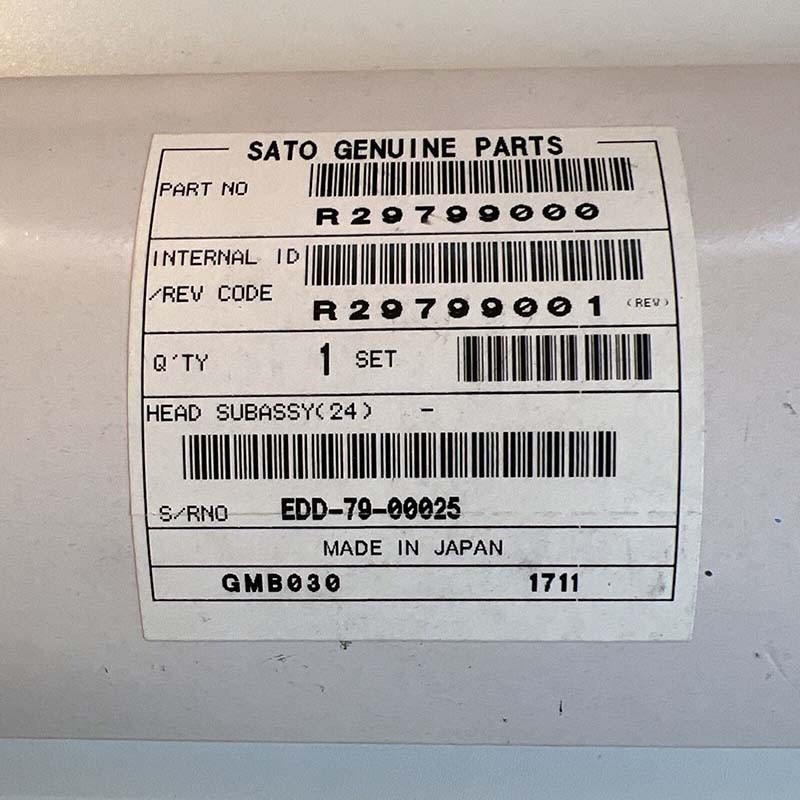 SATO GENUINE PARTS
PART NO
R29799000
INTERNAL ID
/REV CODE
R29799001 (REV)
Q'TY 1 SET
HEAD SUBASSY(24) -
S/RNO EDD-79-00025
MADE IN JAPAN
GMB030 1711